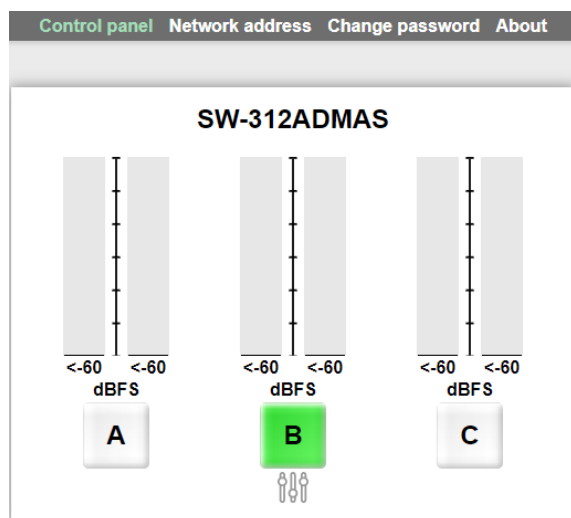 Control panel Network address Change password About
SW-312ADMAS
<-60 <-60 <-60 <-60 <-60 <-60
dBFS dBFS dBFS
A B C